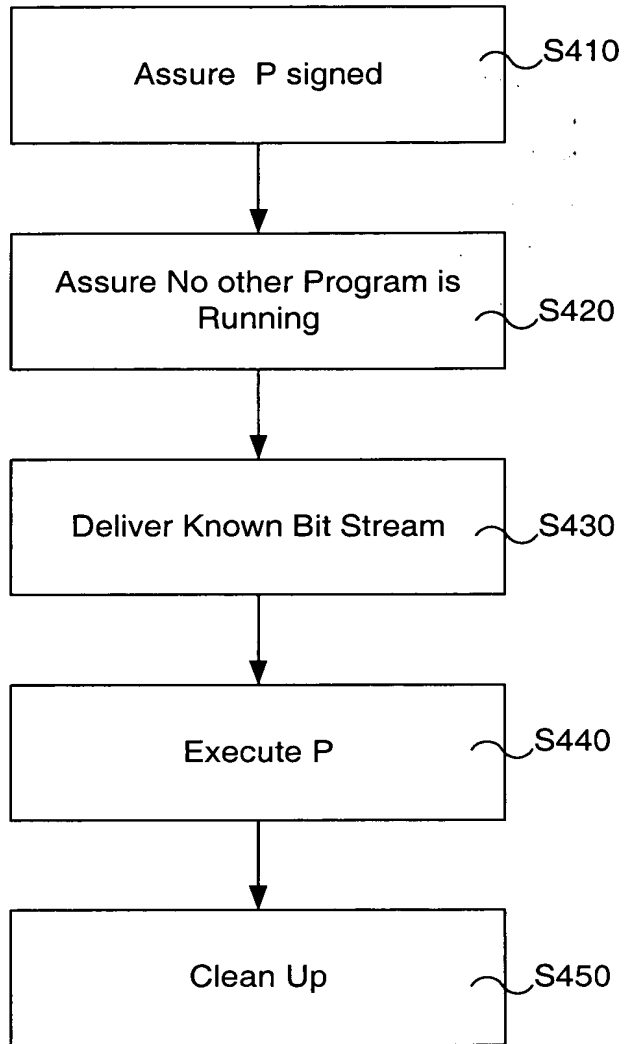 Assure P signed
S410
Assure No other Program is
Running
S420
Deliver Known Bit Stream
S430
Execute P
S440
Clean Up
S450